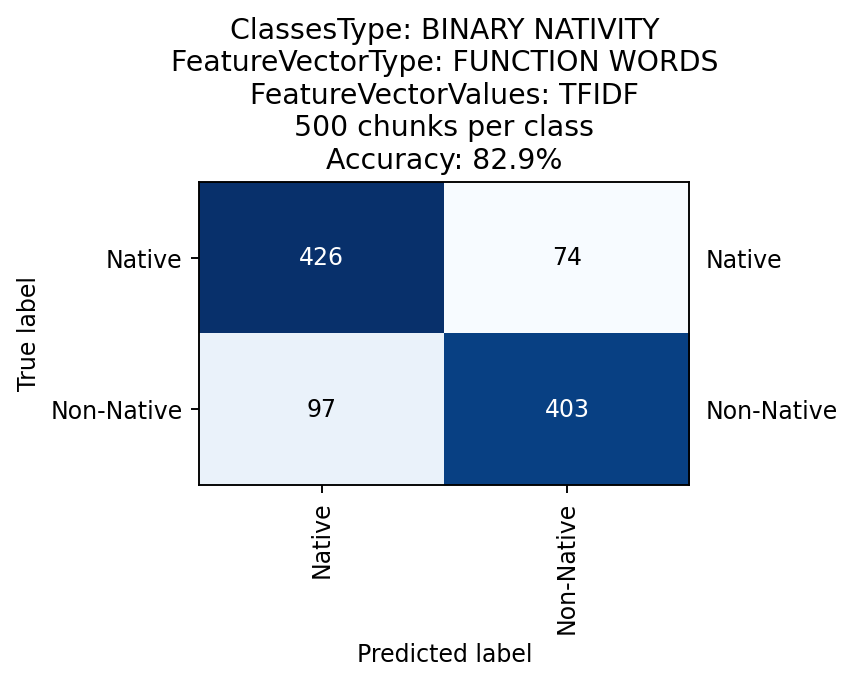 ClassesType: BINARY NATIVITY
FeatureVectorType: FUNCTION WORDS
FeatureVectorValues: TFIDF
500 chunks per class
Accuracy: 82.9%
True label
Native 426 74 Native
Non-Native 97 403 Non-Native
Native Non-Native
Predicted label